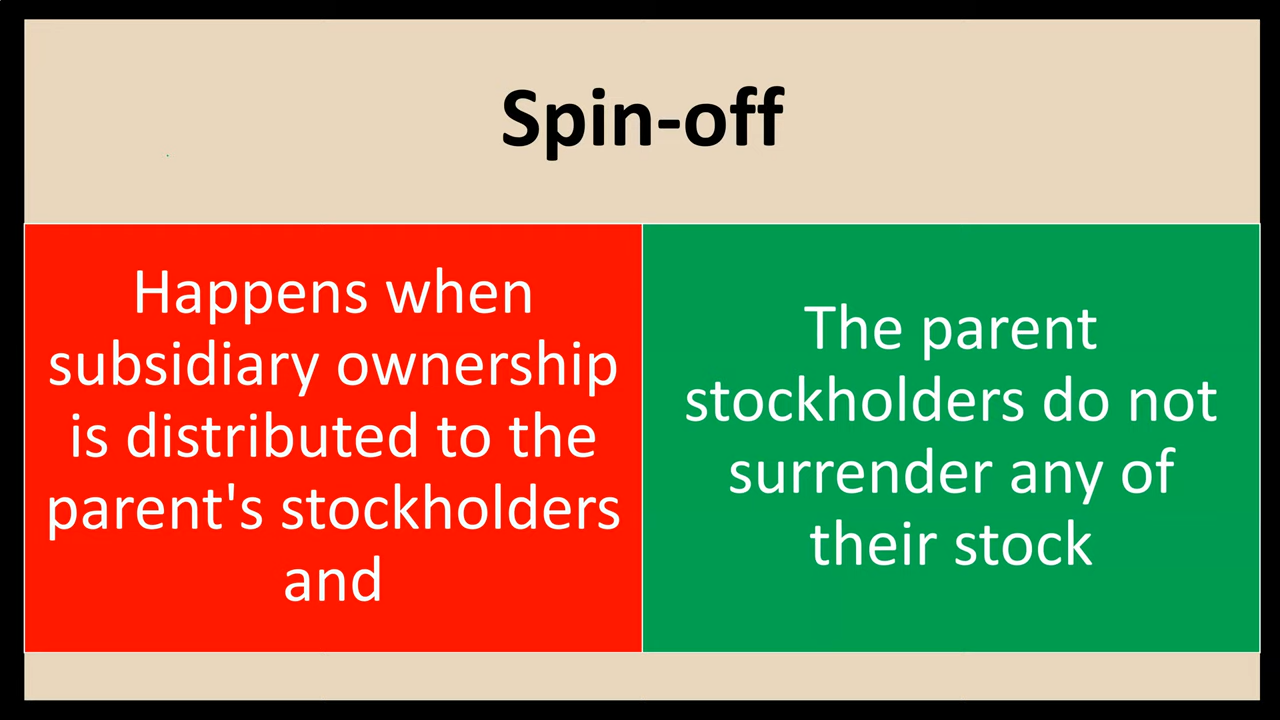 Spin-off
Happens when
subsidiary ownership
is distributed to the
parent's stockholders
and
The parent
stockholders do not
surrender any of
their stock